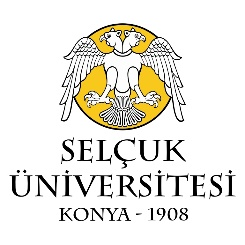 SELÇUK
ÜNİVERSİTESİ
KONYA - 1908